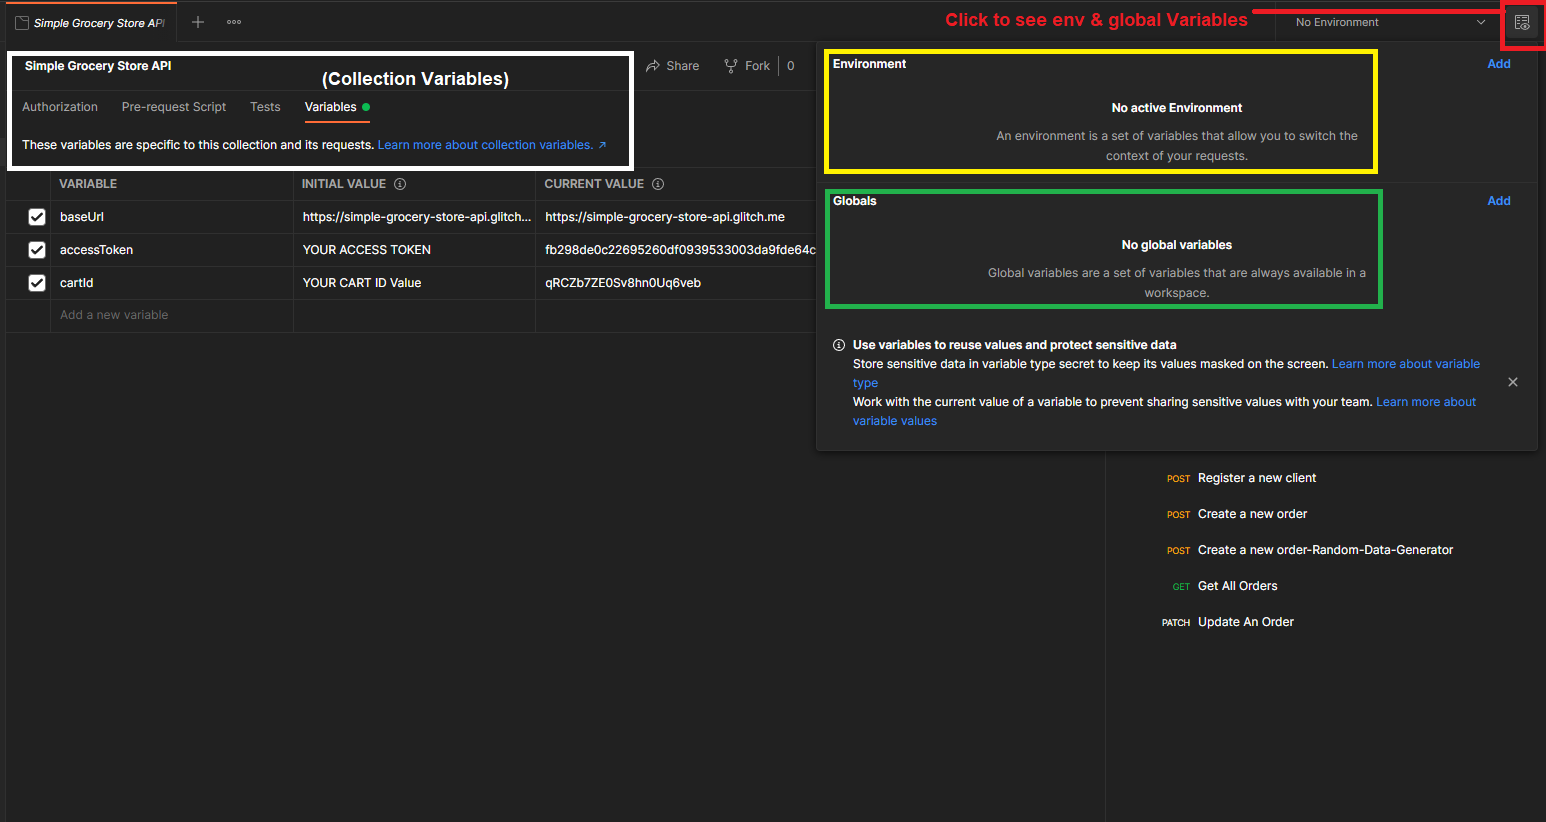 Simple Grocery Store API
Click to see env & global Variables
No Environment
Simple Grocery Store API
(Collection Variables)
Share
Fork
0
Authorization
Pre-request Script
Tests
Variables
These variables are specific to this collection and its requests. Learn more about collection variables. ↗
VARIABLE
INITIAL VALUE
CURRENT VALUE
baseUrl
https://simple-grocery-store-api.glitch...
https://simple-grocery-store-api.glitch.me
accessToken
YOUR ACCESS TOKEN
fb298de0c22695260df0939533003da9fde64c
cartId
YOUR CART ID Value
qRCZb7ZE0Sv8hn0Uq6veb
Add a new variable
Environment
Add
No active Environment
An environment is a set of variables that allow you to switch the
context of your requests.
Globals
Add
No global variables
Global variables are a set of variables that are always available in a
workspace.
Use variables to reuse values and protect sensitive data
Store sensitive data in variable type secret to keep its values masked on the screen. Learn more about variable
type
Work with the current value of a variable to prevent sharing sensitive values with your team. Learn more about
variable values
POST Register a new client
POST Create a new order
POST Create a new order-Random-Data-Generator
GET Get All Orders
PATCH Update An Order